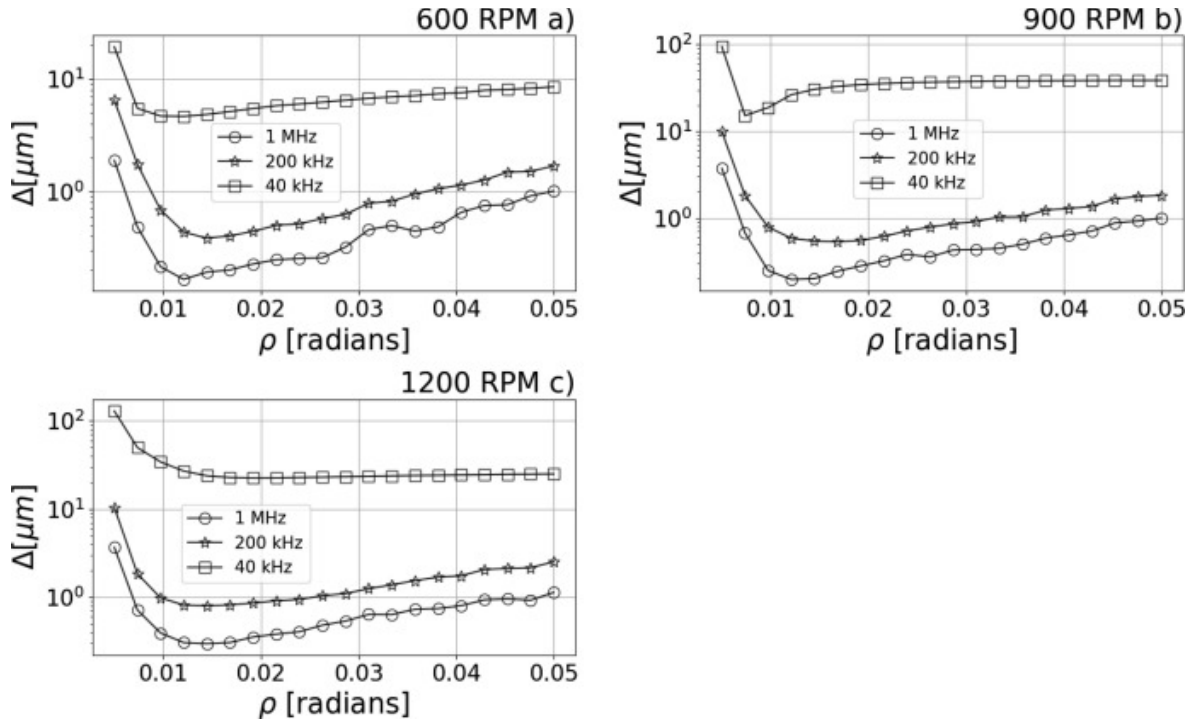 600 RPM a)
10¹
10⁰
Δ[μm]
1 MHz
200 kHz
40 kHz
0.01 0.02 0.03 0.04 0.05
ρ [radians]
900 RPM b)
10²
10¹
10⁰
Δ[μm]
1 MHz
200 kHz
40 kHz
0.01 0.02 0.03 0.04 0.05
ρ [radians]
1200 RPM c)
10²
10¹
10⁰
Δ[μm]
1 MHz
200 kHz
40 kHz
0.01 0.02 0.03 0.04 0.05
ρ [radians]